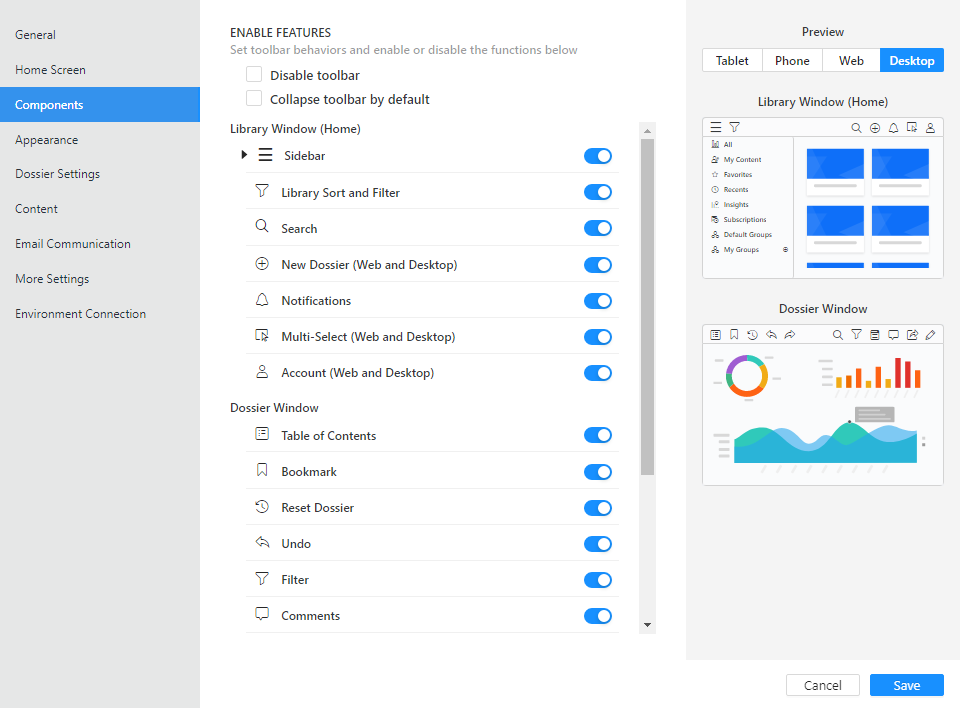 General
Home Screen
Components
Appearance
Dossier Settings
Content
Email Communication
More Settings
Environment Connection
ENABLE FEATURES
Set toolbar behaviors and enable or disable the functions below
Disable toolbar
Collapse toolbar by default
Library Window (Home)
Sidebar
Library Sort and Filter
Search
New Dossier (Web and Desktop)
Notifications
Multi-Select (Web and Desktop)
Account (Web and Desktop)
Dossier Window
Table of Contents
Bookmark
Reset Dossier
Undo
Filter
Comments
Preview
Tablet Phone Web Desktop
Library Window (Home)
All
My Content
Favorites
Recents
Insights
Subscriptions
Default Groups
My Groups
Dossier Window
Cancel Save